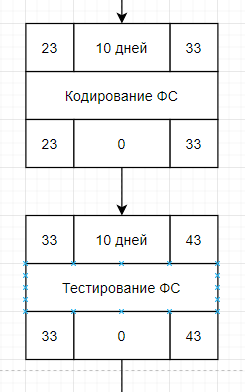 23 10 дней 33
Кодирование ФС
23 0 33
33 10 дней 43
Тестирование ФС
33 0 43